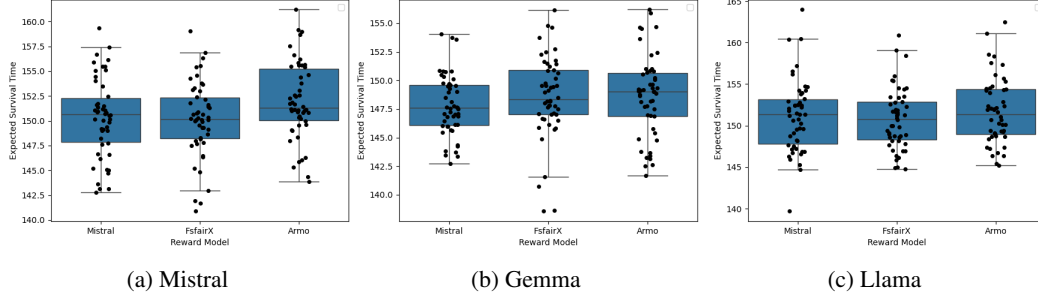 160.0
157.5
155.0
152.5
150.0
147.5
145.0
142.5
140.0
Expected Survival Time
Mistral FsfairX Armo
Reward Model
(a) Mistral
155.0
152.5
150.0
147.5
145.0
142.5
140.0
Expected Survival Time
Mistral FsfairX Armo
Reward Model
(b) Gemma
165
160
155
150
145
140
Expected Survival Time
Mistral FsfairX Armo
Reward Model
(c) Llama